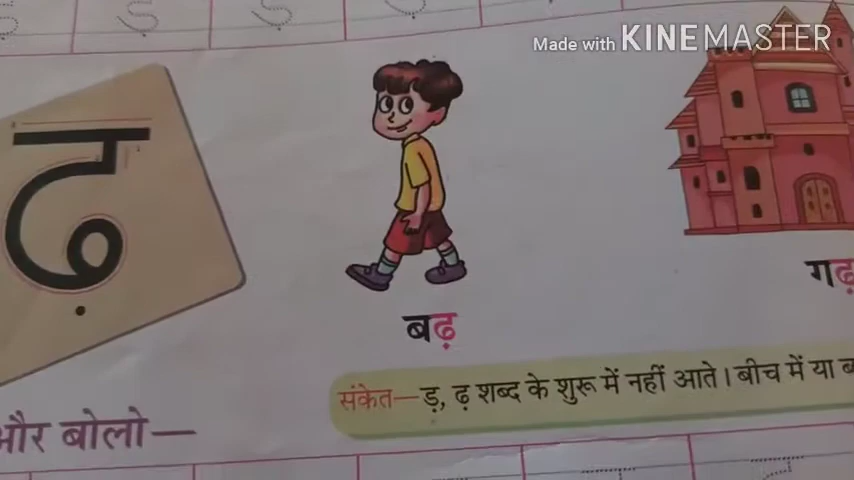 Made with KINEMASTER
ढ़
बढ़
गढ़
संकेत—ड़, ढ़ शब्द के शुरू में नहीं आते। बीच में या
और बोलो—